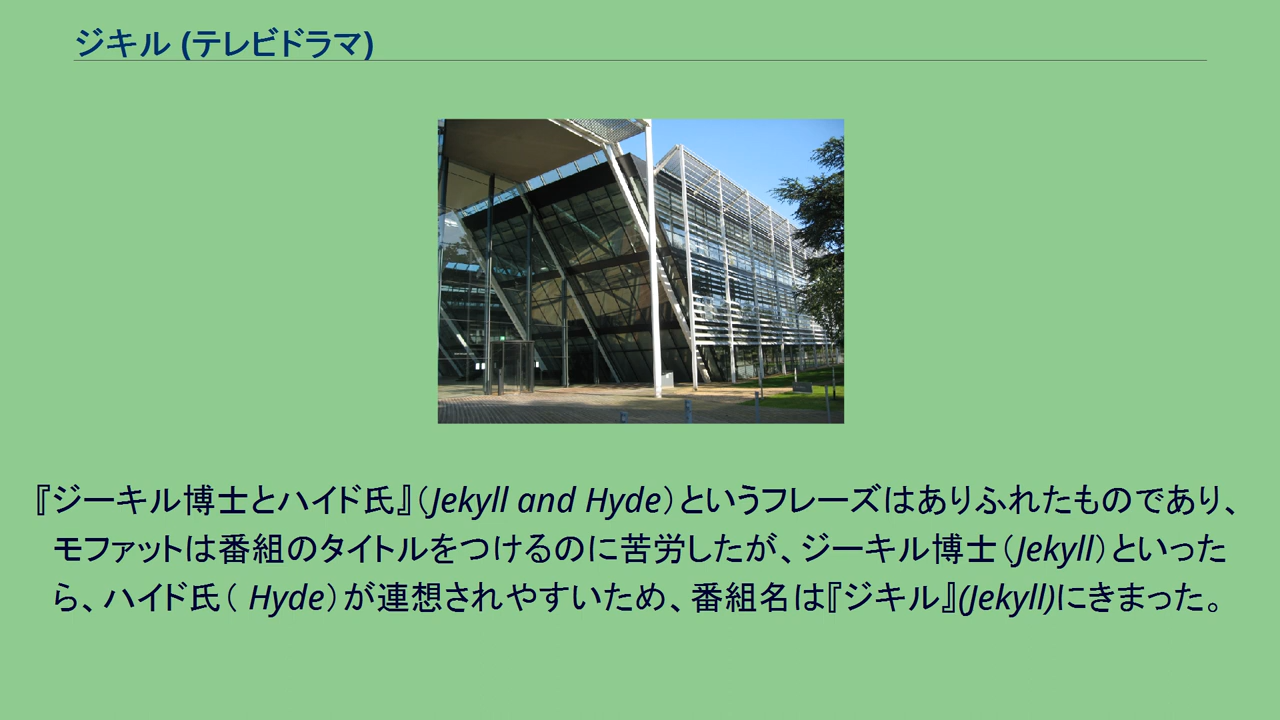 ジキル (テレビドラマ)
『ジーキル博士とハイド氏』（Jekyll and Hyde）というフレーズはありふれたものであり、
モファットは番組のタイトルをつけるのに苦労したが、ジーキル博士（Jekyll）といった
ら、ハイド氏（ Hyde）が連想されやすいため、番組名は『ジキル』(Jekyll)にきまった。